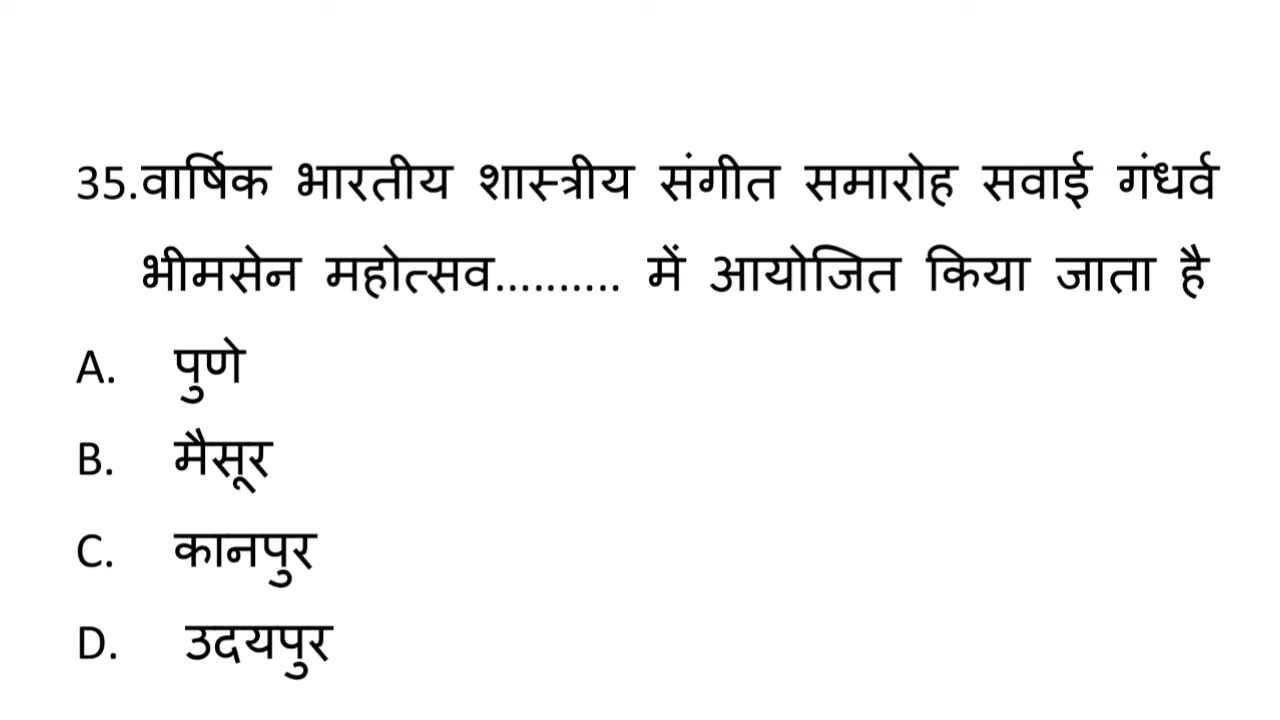 35.वार्षिक भारतीय शास्त्रीय संगीत समारोह सवाई गंधर्व
भीमसेन महोत्सव.......... में आयोजित किया जाता है
A. पुणे
B. मैसूर
C. कानपुर
D. उदयपुर